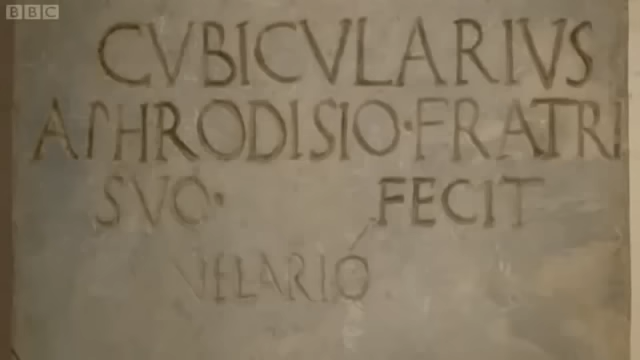 BBC
CVBICVLARIVS
APHRODISIO·FRATRI
SVO· FECIT
VELARIO